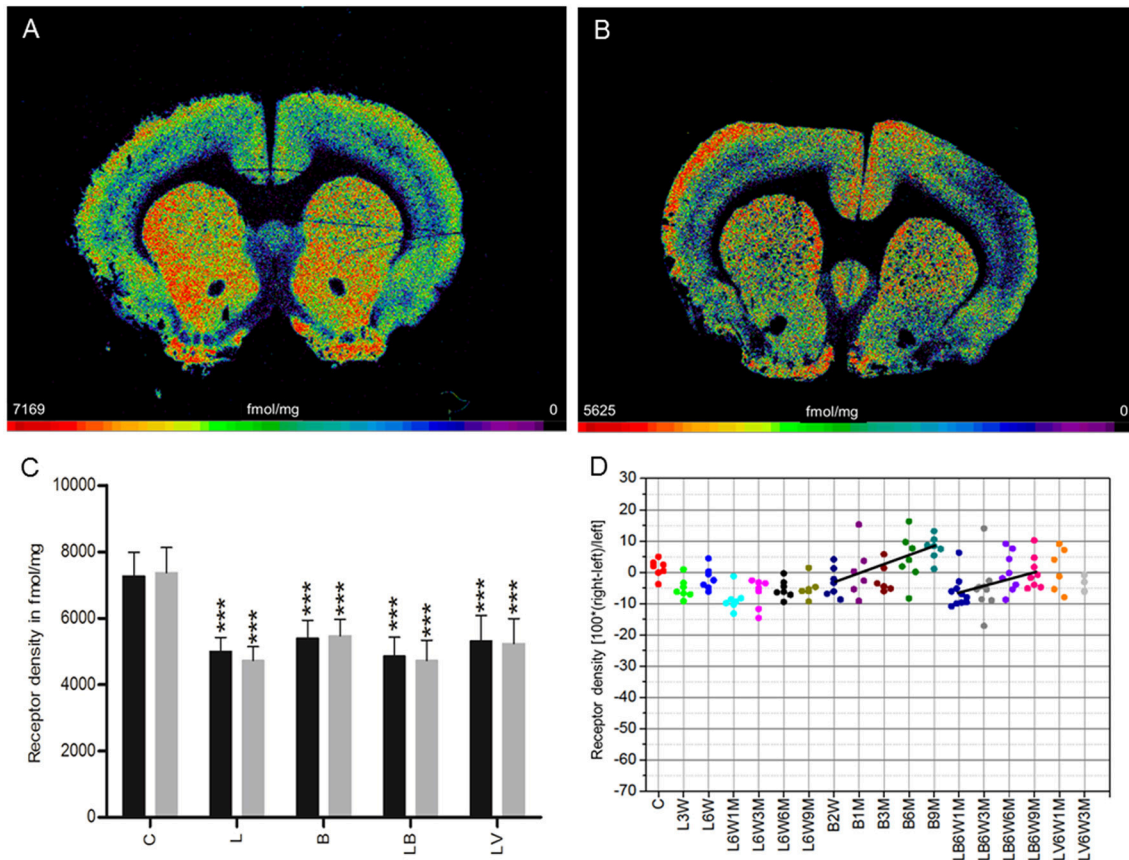 A
7169 fmol/mg 0
B
5625 fmol/mg 0
C
Receptor density in fmol/mg
10000
8000
6000
4000
2000
0
*** *** *** *** *** *** *** ***
C L B LB LV
D
Receptor density [100*(right-left)/left]
30
20
10
0
-10
-20
-30
-40
-50
-60
-70
C L3W L6W L6W1M L6W3M L6W6M L6W9M B2W B1M B3M B6M B9M LB6W1M LB6W3M LB6W6M LB6W9M LV6W1M LV6W3M